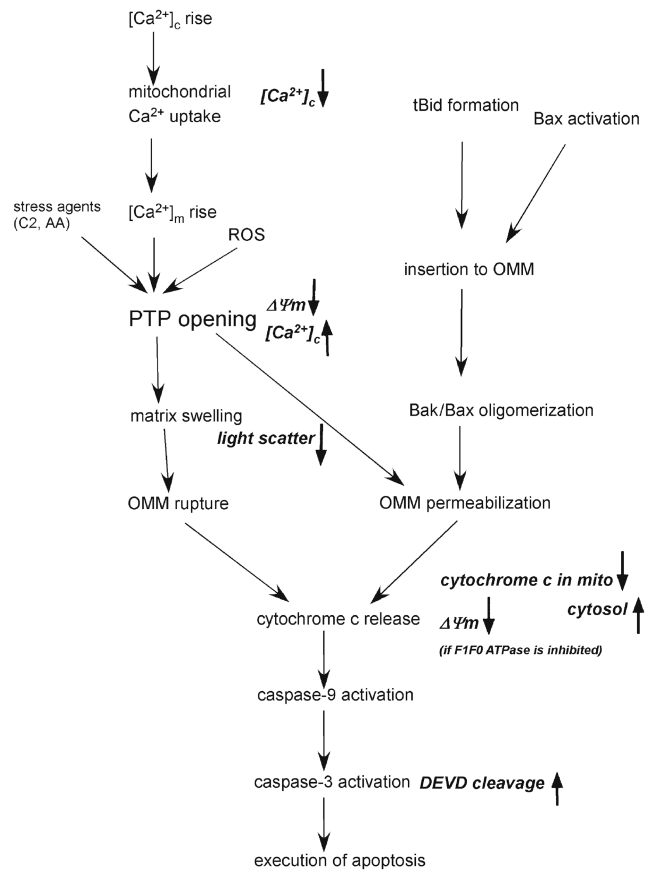 [Ca²⁺]c rise
mitochondrial
Ca²⁺ uptake
[Ca²⁺]c
tBid formation
Bax activation
stress agents
(C2, AA)
[Ca²⁺]m rise
ROS
insertion to OMM
PTP opening
ΔΨm
[Ca²⁺]c
matrix swelling
Bak/Bax oligomerization
light scatter
OMM rupture
OMM permeabilization
cytochrome c in mito
cytosol
cytochrome c release
ΔΨm
(if F1F0 ATPase is inhibited)
caspase-9 activation
caspase-3 activation
DEVD cleavage
execution of apoptosis